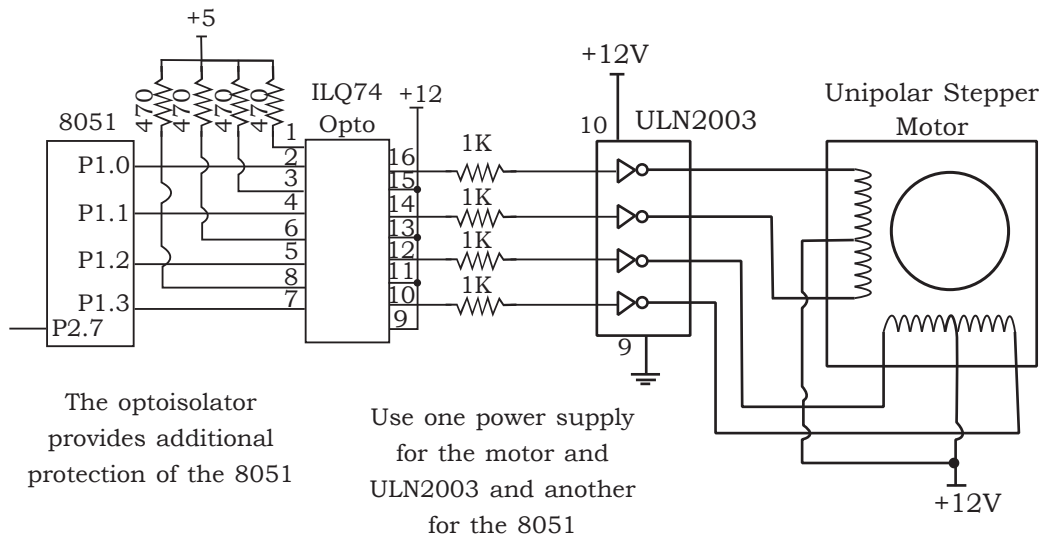 +5
470
470
470
470
8051
P1.0
P1.1
P1.2
P1.3
P2.7
ILQ74
Opto
1
2
3
4
6
5
8
7
16
15
14
13
12
11
10
9
+12
1K
1K
1K
1K
+12V
10
ULN2003
9
Unipolar Stepper
Motor
+12V
The optoisolator
provides additional
protection of the 8051
Use one power supply
for the motor and
ULN2003 and another
for the 8051